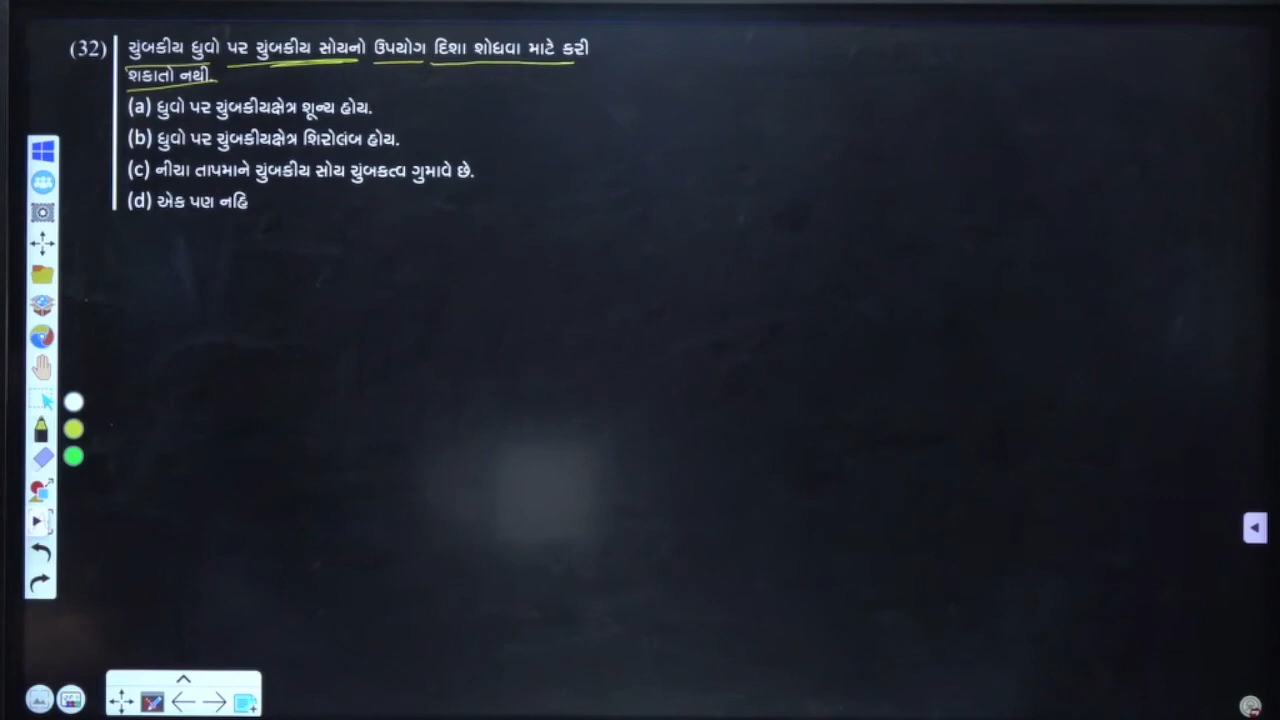 (32) ચુંબકીય ધ્રુવો પર ચુંબકીય સોયનો ઉપયોગ દિશા શોધવા માટે કરી
શકાતો નથી.
(a) ધ્રુવો પર ચુંબકીયક્ષેત્ર શૂન્ય હોય.
(b) ધ્રુવો પર ચુંબકીયક્ષેત્ર શિરોલંબ હોય.
(c) નીચા તાપમાને ચુંબકીય સોય ચુંબકત્વ ગુમાવે છે.
(d) એક પણ નહિ